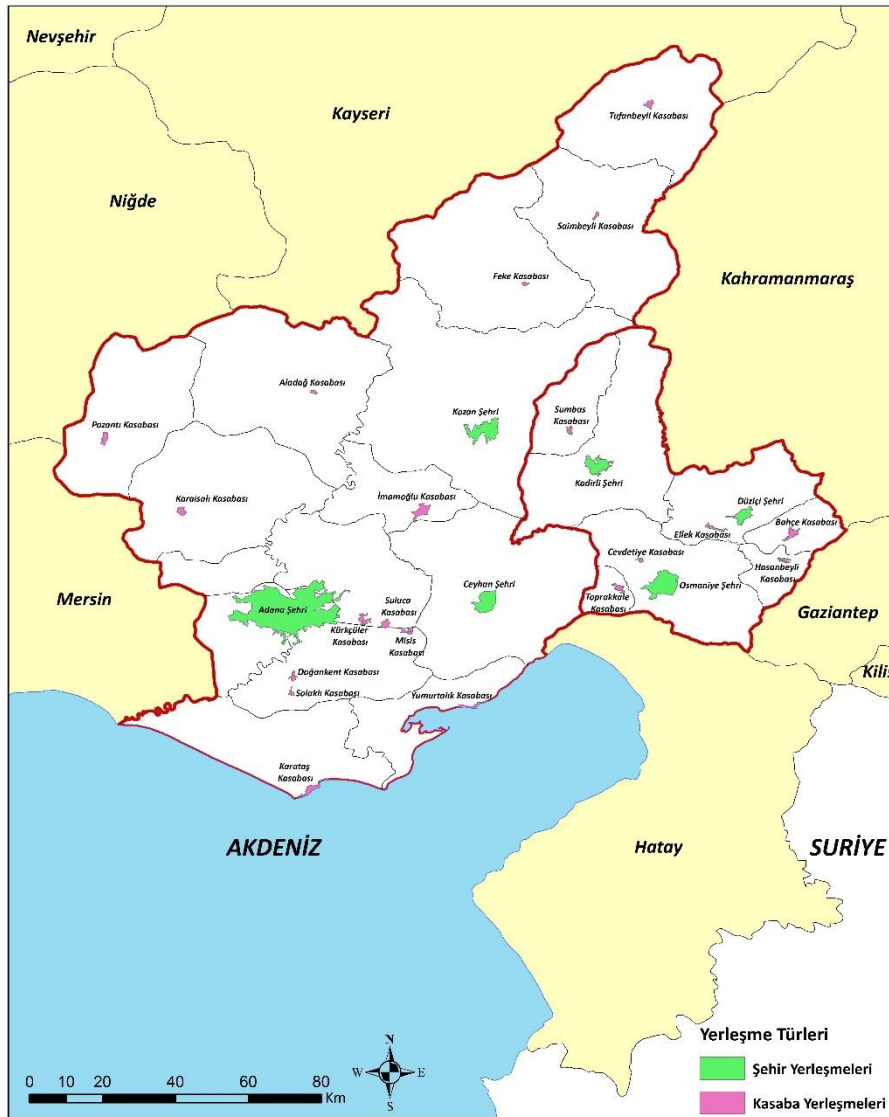 Nevşehir
Kayseri
Tufanbeyli Kasabası
Niğde
Saimbeyli Kasabası
Feke Kasabası
Kahramanmaraş
Aladağ Kasabası
Kozan Şehri
Sumbas
Kasabası
Pozantı Kasabası
Kadirli Şehri
Karaisalı Kasabası
İmamoğlu Kasabası
Düziçi Şehri
Ellek Kasabası
Bahçe Kasabası
Cevdetiye Kasabası
Hasanbeyli
Kasabası
Mersin
Adana Şehri
Suluca
Kasabası
Ceyhan Şehri
Toprakkale
Kasabası
Osmaniye Şehri
Gaziantep
Kürkçüler
Kasabası
Misis
Kasabası
Kilis
Doğankent Kasabası
Solaklı Kasabası
Yumurtalık Kasabası
Karataş
Kasabası
AKDENİZ
Hatay
SURİYE
N
W
E
S
0 10 20 40 60 80
Km
Yerleşme Türleri
Şehir Yerleşmeleri
Kasaba Yerleşmeleri